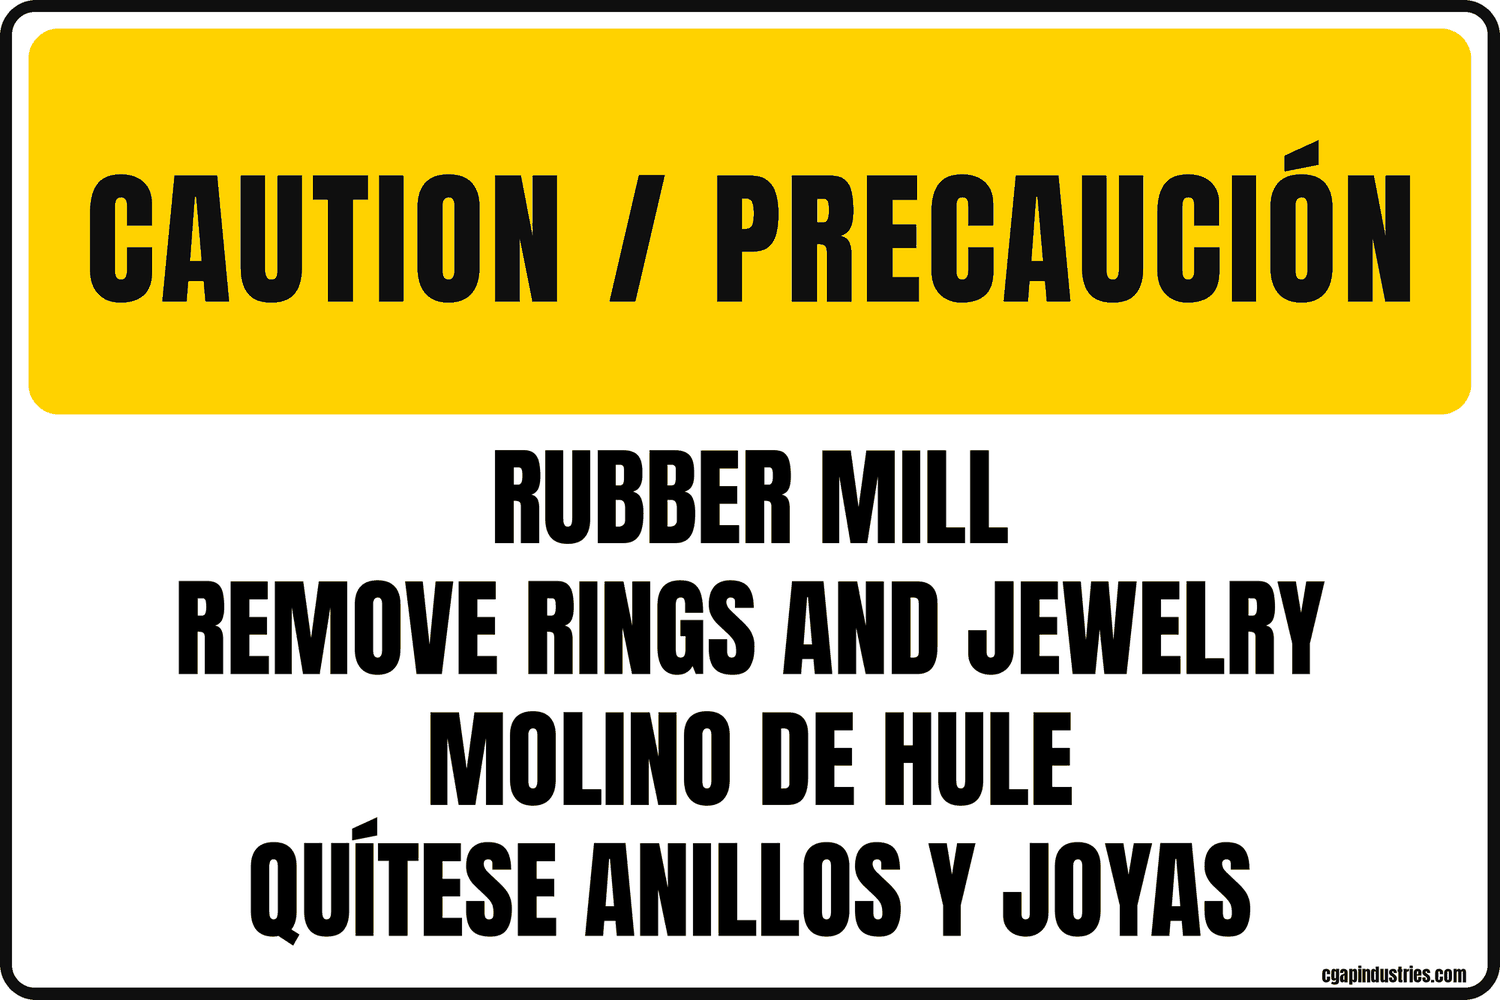 CAUTION / PRECAUCIÓN
RUBBER MILL
REMOVE RINGS AND JEWELRY
MOLINO DE HULE
QUÍTESE ANILLOS Y JOYAS
cgapindustries.com